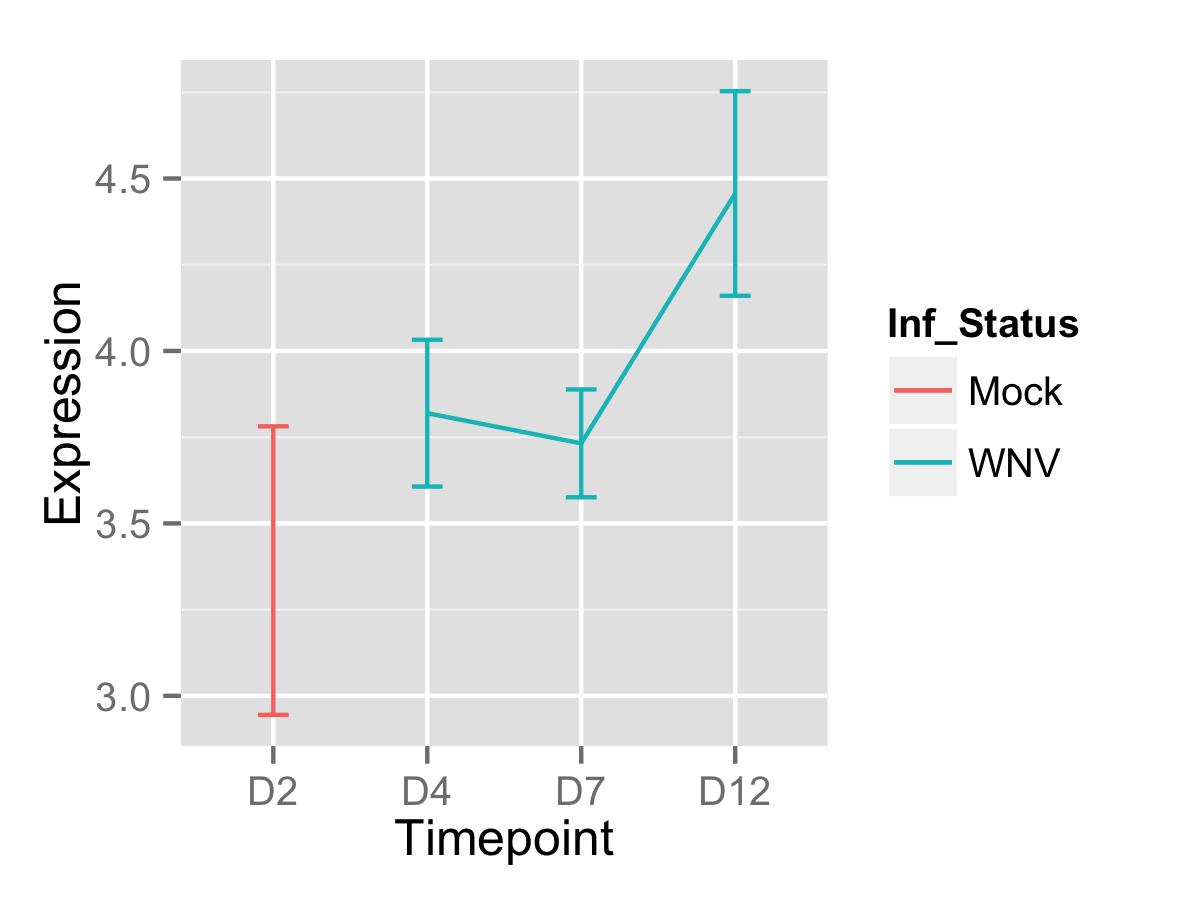 Expression
4.5
4.0
3.5
3.0
D2 D4 D7 D12
Timepoint
Inf_Status
Mock
WNV